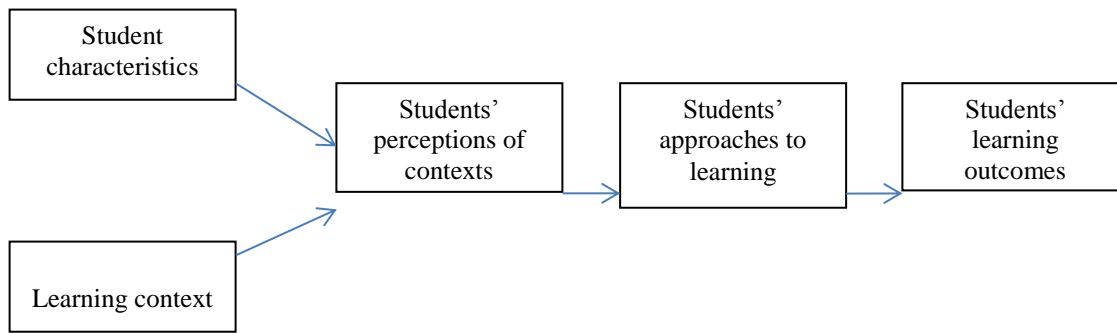 Student
characteristics
Students’
perceptions of
contexts
Students’
approaches to
learning
Students’
learning
outcomes
Learning context